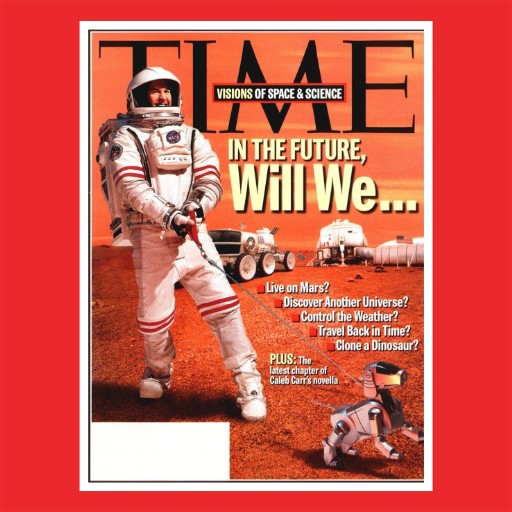 TIME
VISIONS OF SPACE & SCIENCE
IN THE FUTURE,
Will We...
Live on Mars?
Discover Another Universe?
Control the Weather?
Travel Back in Time?
Clone a Dinosaur?
PLUS: The
latest chapter of
Caleb Carr's novella